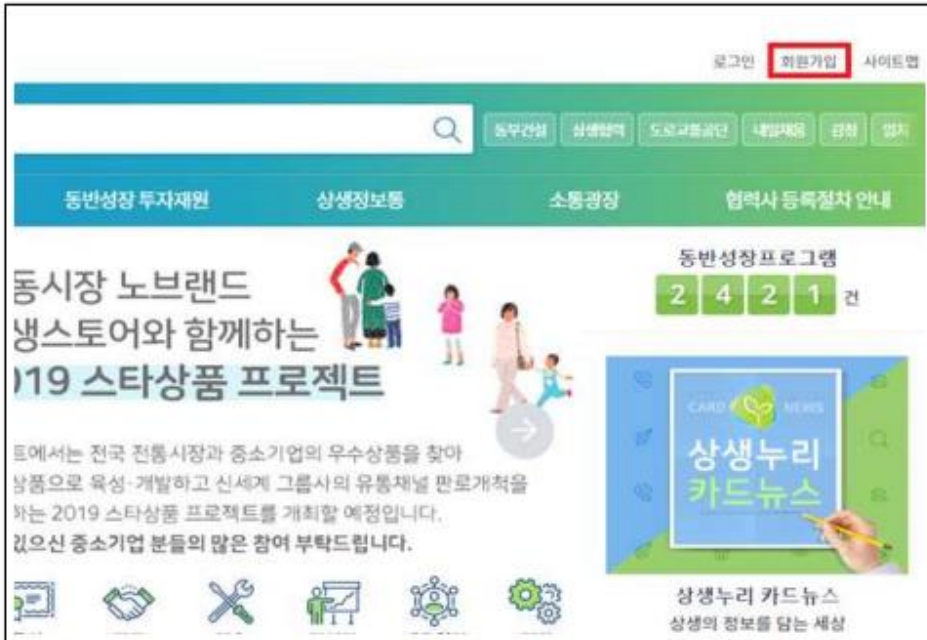 로그인 회원가입 사이트맵
동부건설 상생협력 도로교통공단 내일채움
동반성장 투자재원 상생정보통 소통광장 협력사 등록절차 안내
동반성장프로그램
2 4 2 1 건
동시장 노브랜드
생스토어와 함께하는
19 스타상품 프로젝트
트에서는 전국 전통시장과 중소기업의 우수상품을 찾아
상품으로 육성·개발하고 신세계 그룹사의 유통채널 판로개척을
하는 2019 스타상품 프로젝트를 개최할 예정입니다.
있으신 중소기업 분들의 많은 참여 부탁드립니다.
CARD NEWS
상생누리
카드뉴스
상생누리 카드뉴스
상생의 정보를 담는 세상